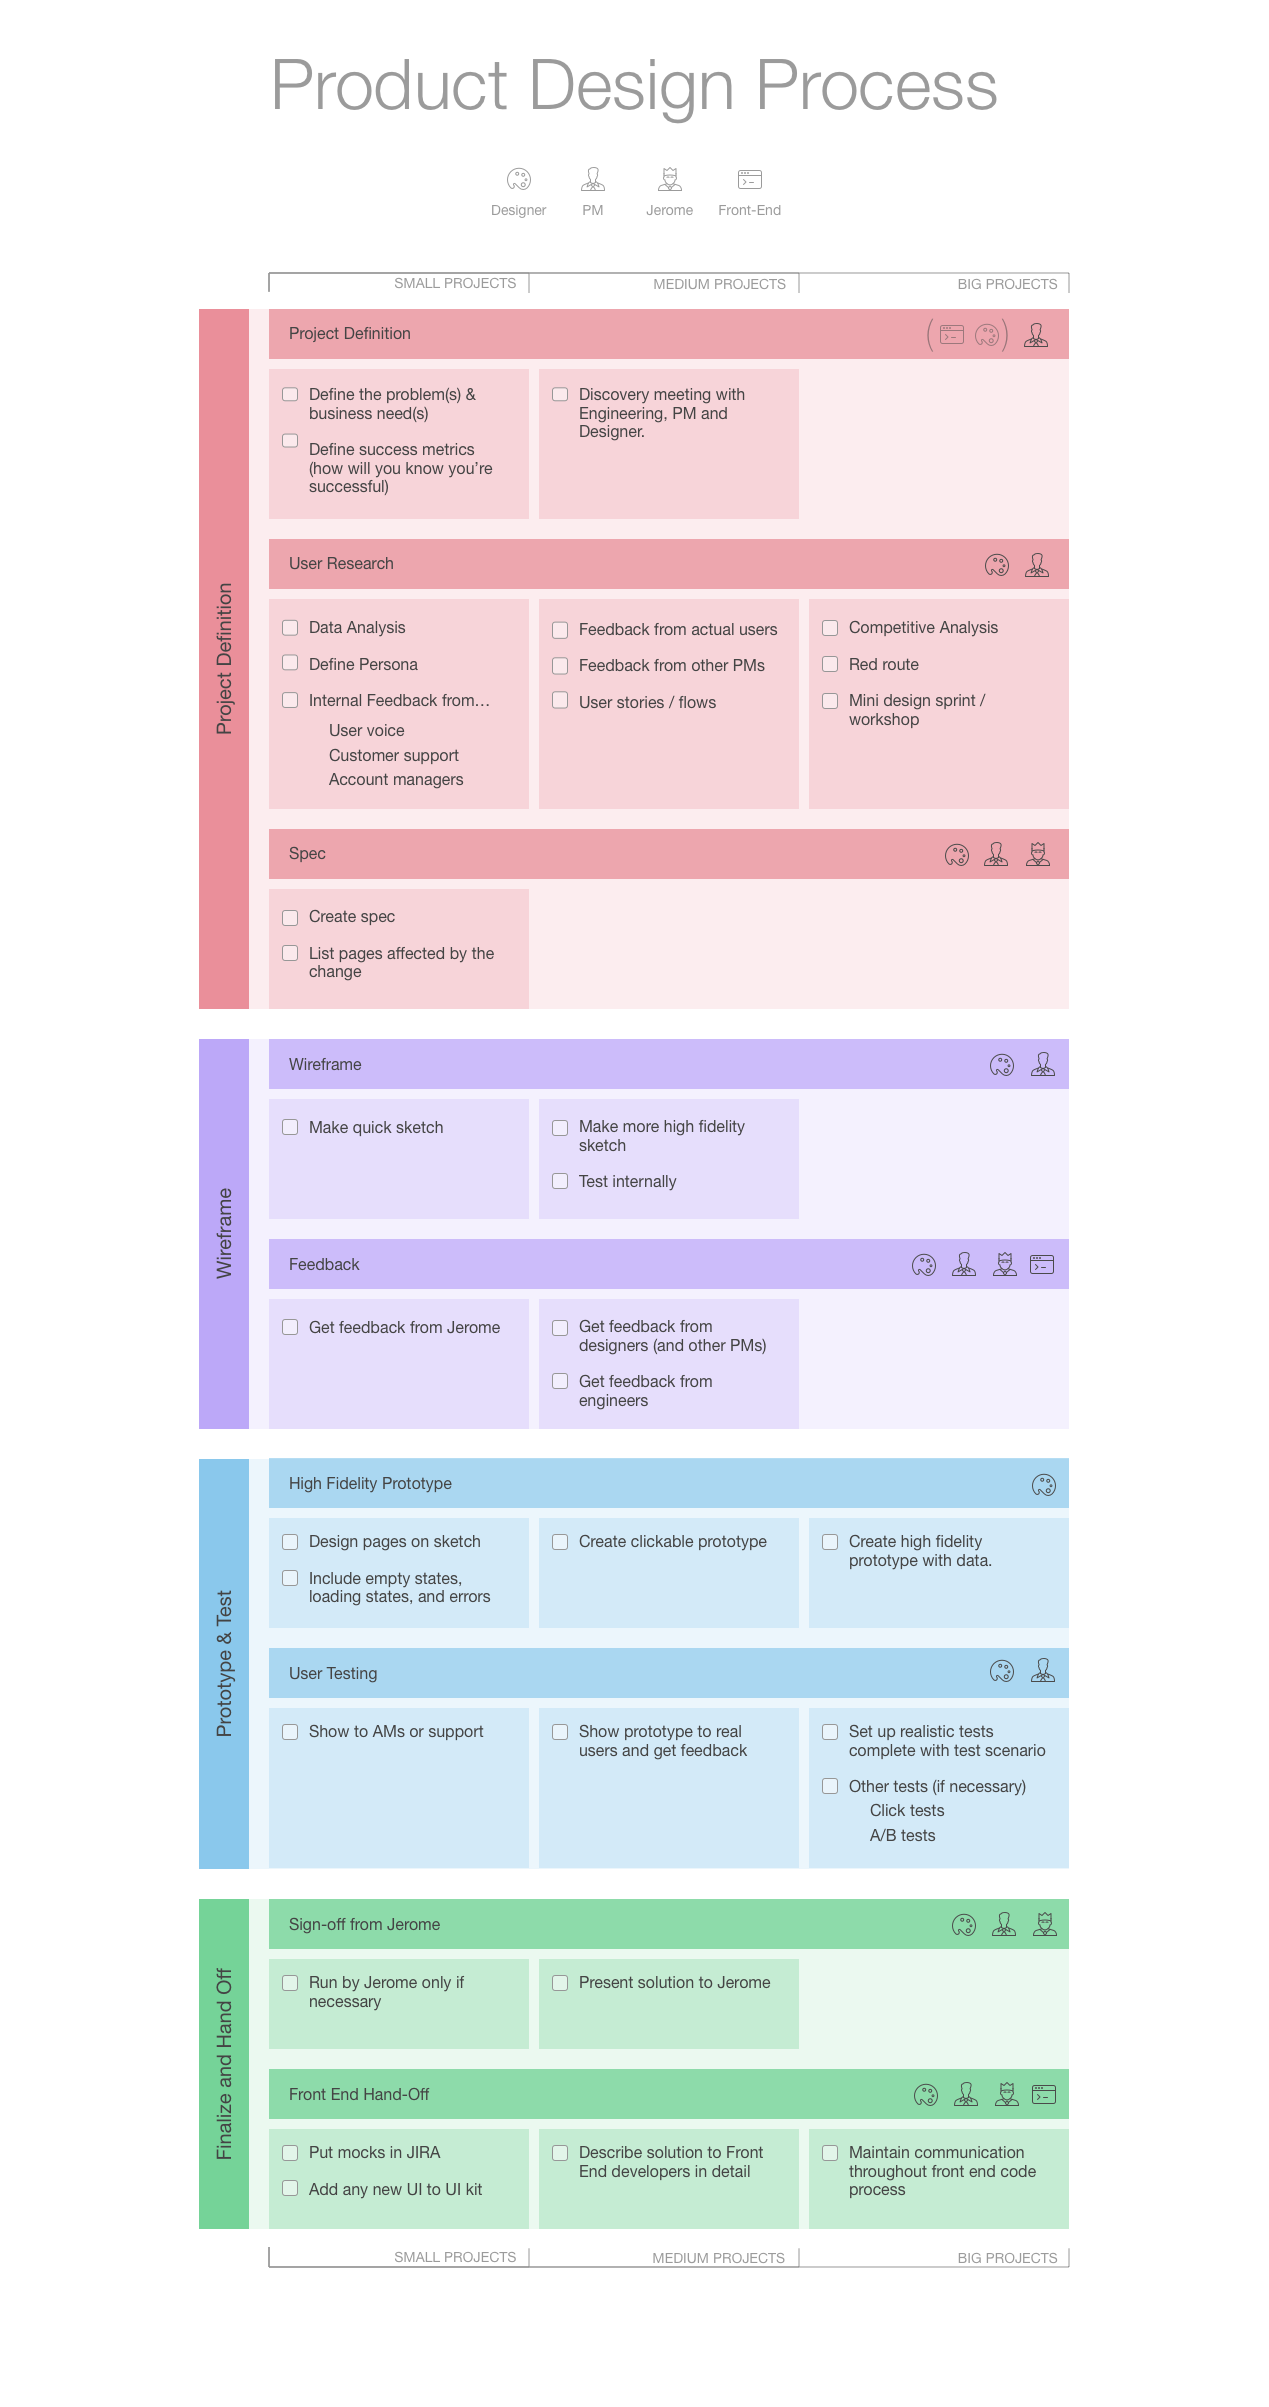 Product Design Process
Designer
PM
Jerome
Front-End
SMALL PROJECTS
MEDIUM PROJECTS
BIG PROJECTS
Project Definition
Project Definition
Define the problem(s) &
business need(s)
Define success metrics
(how will you know you’re
successful)
Discovery meeting with
Engineering, PM and
Designer.
User Research
Data Analysis
Define Persona
Internal Feedback from…
User voice
Customer support
Account managers
Feedback from actual users
Feedback from other PMs
User stories / flows
Competitive Analysis
Red route
Mini design sprint /
workshop
Spec
Create spec
List pages affected by the
change
Wireframe
Wireframe
Make quick sketch
Make more high fidelity
sketch
Test internally
Feedback
Get feedback from Jerome
Get feedback from
designers (and other PMs)
Get feedback from
engineers
Prototype & Test
High Fidelity Prototype
Design pages on sketch
Include empty states,
loading states, and errors
Create clickable prototype
Create high fidelity
prototype with data.
User Testing
Show to AMs or support
Show prototype to real
users and get feedback
Set up realistic tests
complete with test scenario
Other tests (if necessary)
Click tests
A/B tests
Finalize and Hand Off
Sign-off from Jerome
Run by Jerome only if
necessary
Present solution to Jerome
Front End Hand-Off
Put mocks in JIRA
Add any new UI to UI kit
Describe solution to Front
End developers in detail
Maintain communication
throughout front end code
process
SMALL PROJECTS
MEDIUM PROJECTS
BIG PROJECTS